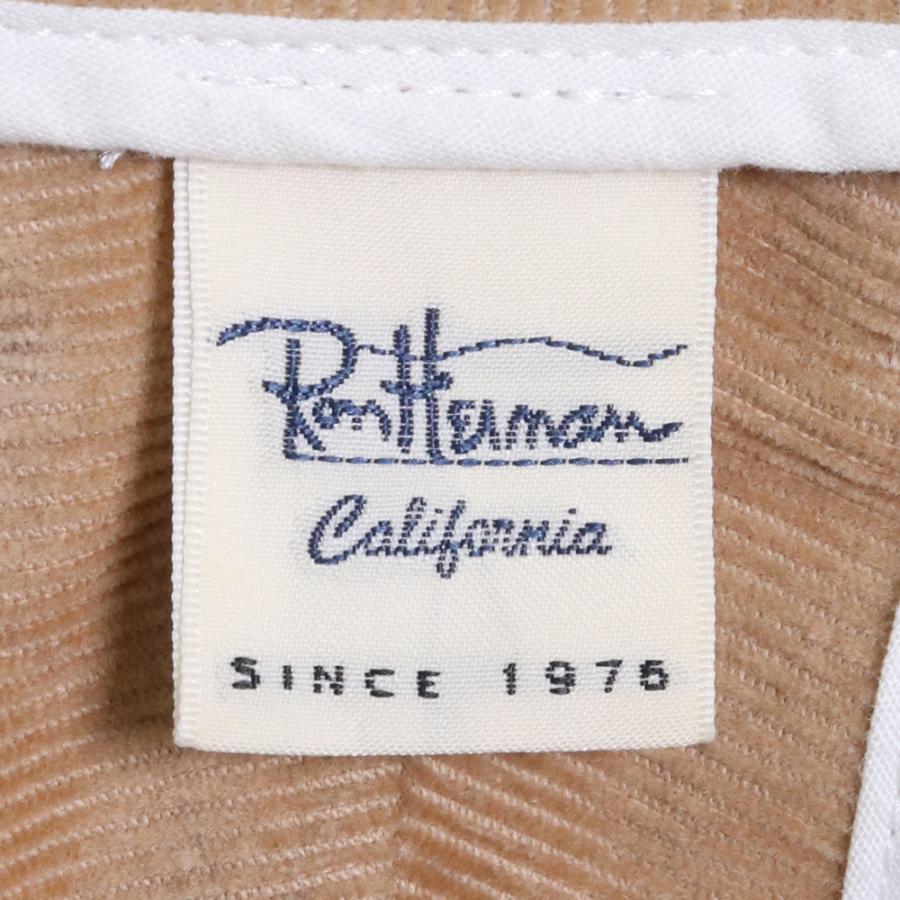 Ron Herman
California
SINCE 1976